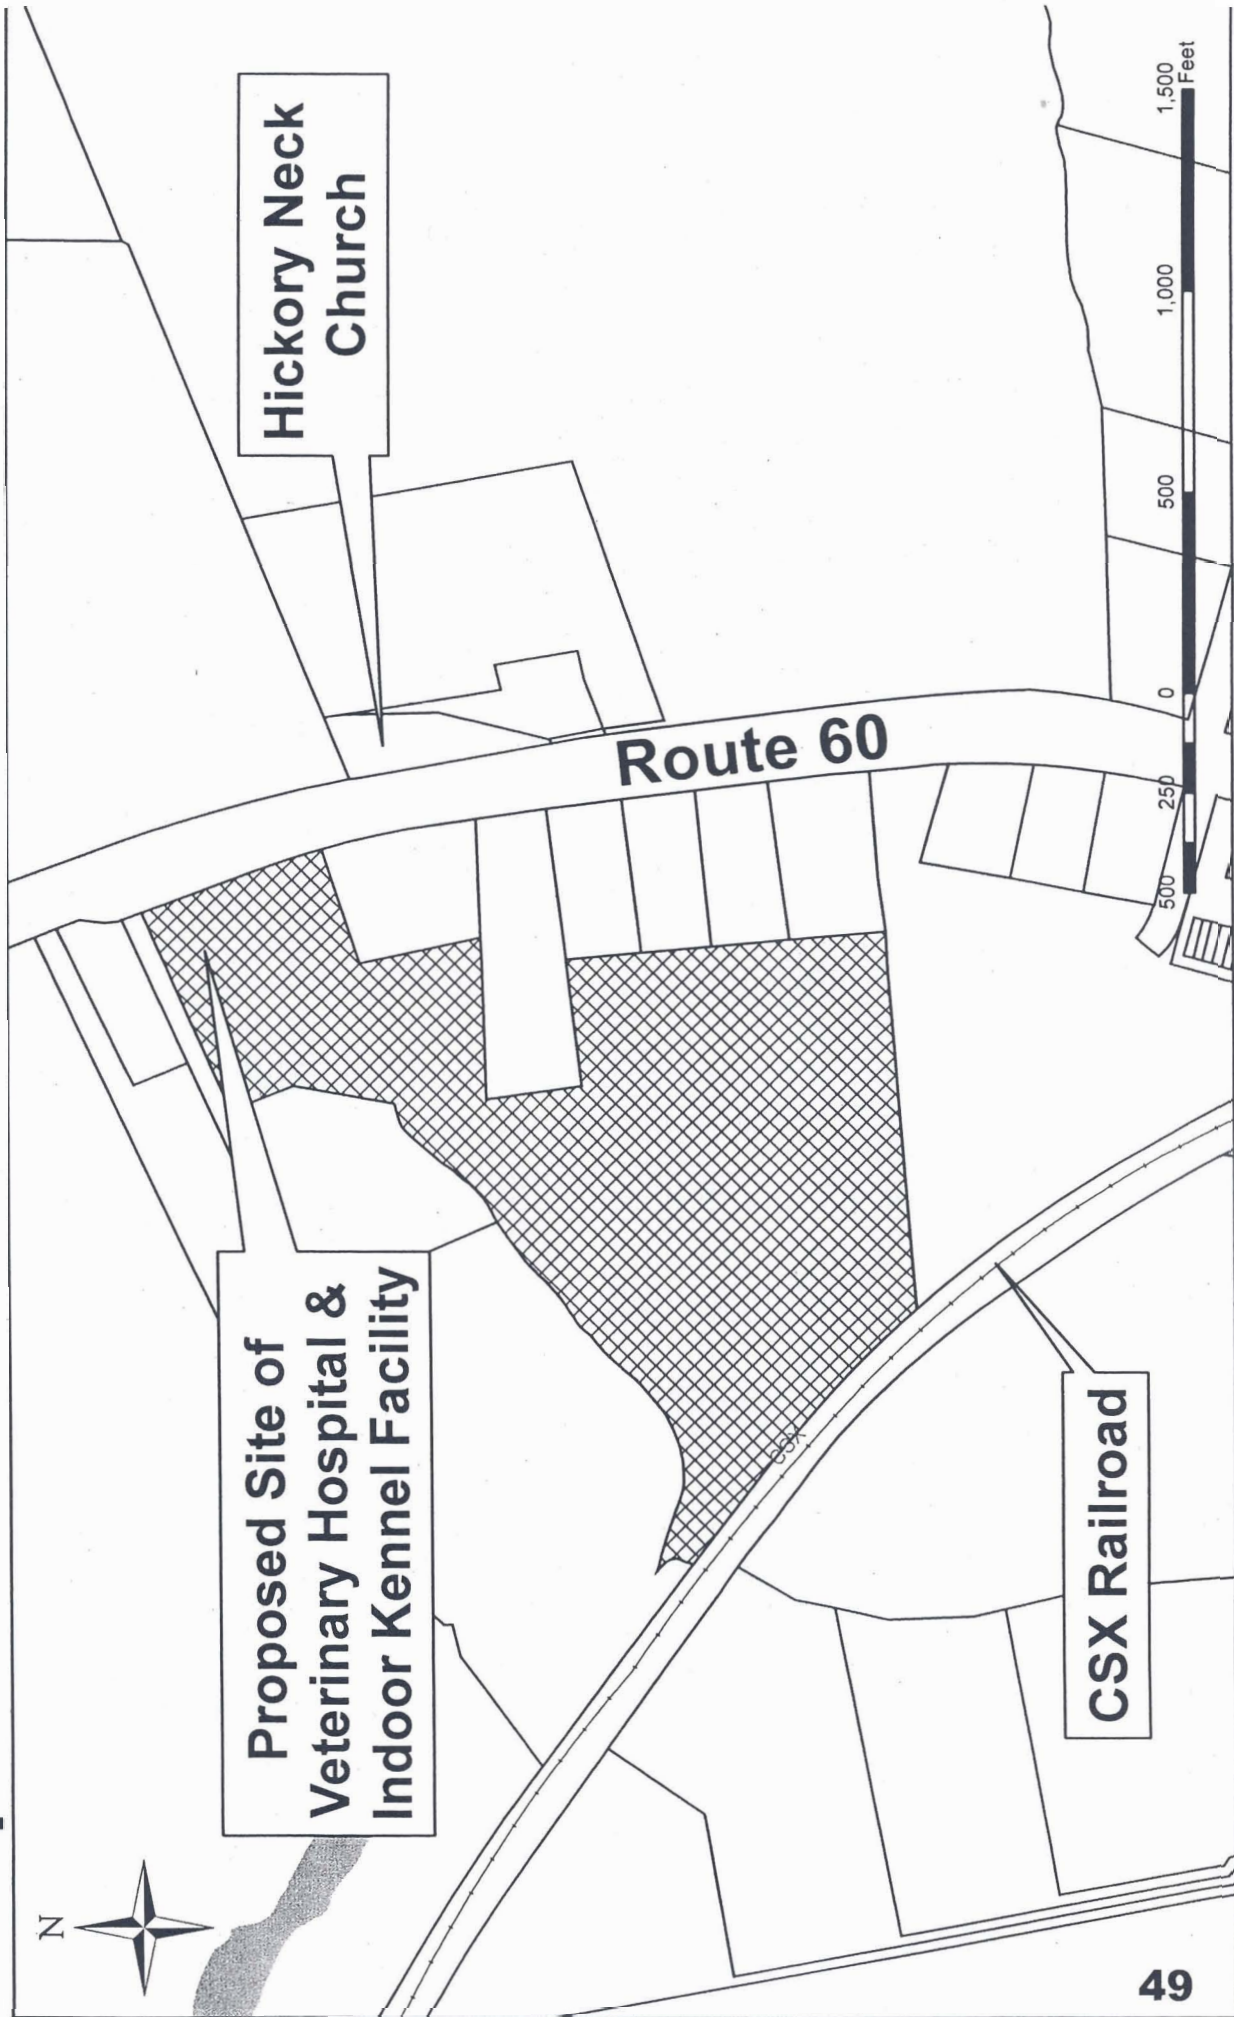 N
Proposed Site of
Veterinary Hospital &
Indoor Kennel Facility
Hickory Neck
Church
Route 60
CSX
CSX Railroad
500 250 0 500 1,000 1,500
Feet
49